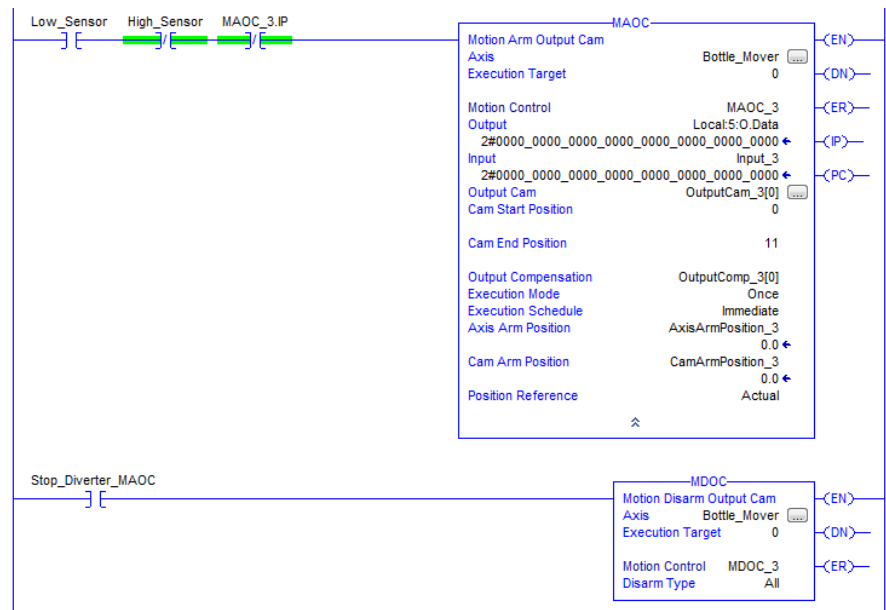 Low_Sensor High_Sensor MAOC_3.IP
MAOC
Motion Arm Output Cam
Axis Bottle_Mover ...
Execution Target 0
Motion Control MAOC_3
Output Local:5:O.Data
2#0000_0000_0000_0000_0000_0000_0000_0000
Input Input_3
2#0000_0000_0000_0000_0000_0000_0000_0000
Output Cam OutputCam_3[0] ...
Cam Start Position 0
Cam End Position 11
Output Compensation OutputComp_3[0]
Execution Mode Once
Execution Schedule Immediate
Axis Arm Position AxisArmPosition_3
0.0
Cam Arm Position CamArmPosition_3
0.0
Position Reference Actual
EN
DN
ER
IP
PC
Stop_Diverter_MAOC
MDOC
Motion Disarm Output Cam
Axis Bottle_Mover ...
Execution Target 0
Motion Control MDOC_3
Disarm Type All
EN
DN
ER